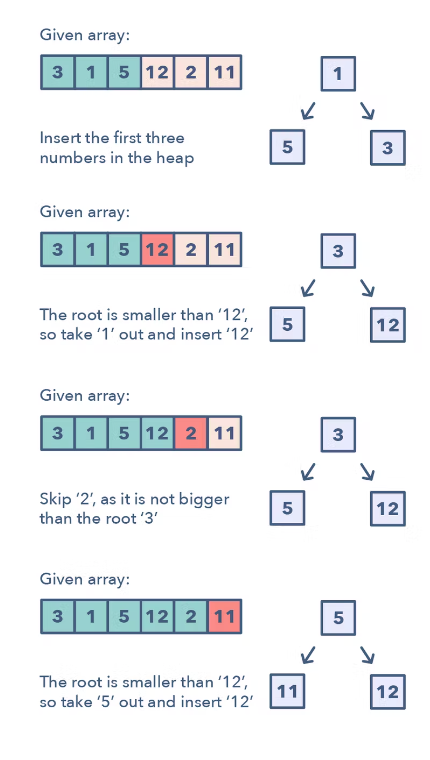 Given array:
3 1 5 12 2 11
1
Insert the first three
numbers in the heap
5 3
Given array:
3 1 5 12 2 11
3
The root is smaller than ‘12’,
so take ‘1’ out and insert ‘12’
5 12
Given array:
3 1 5 12 2 11
3
Skip ‘2’, as it is not bigger
than the root ‘3’
5 12
Given array:
3 1 5 12 2 11
5
The root is smaller than ‘12’,
so take ‘5’ out and insert ‘12’
11 12